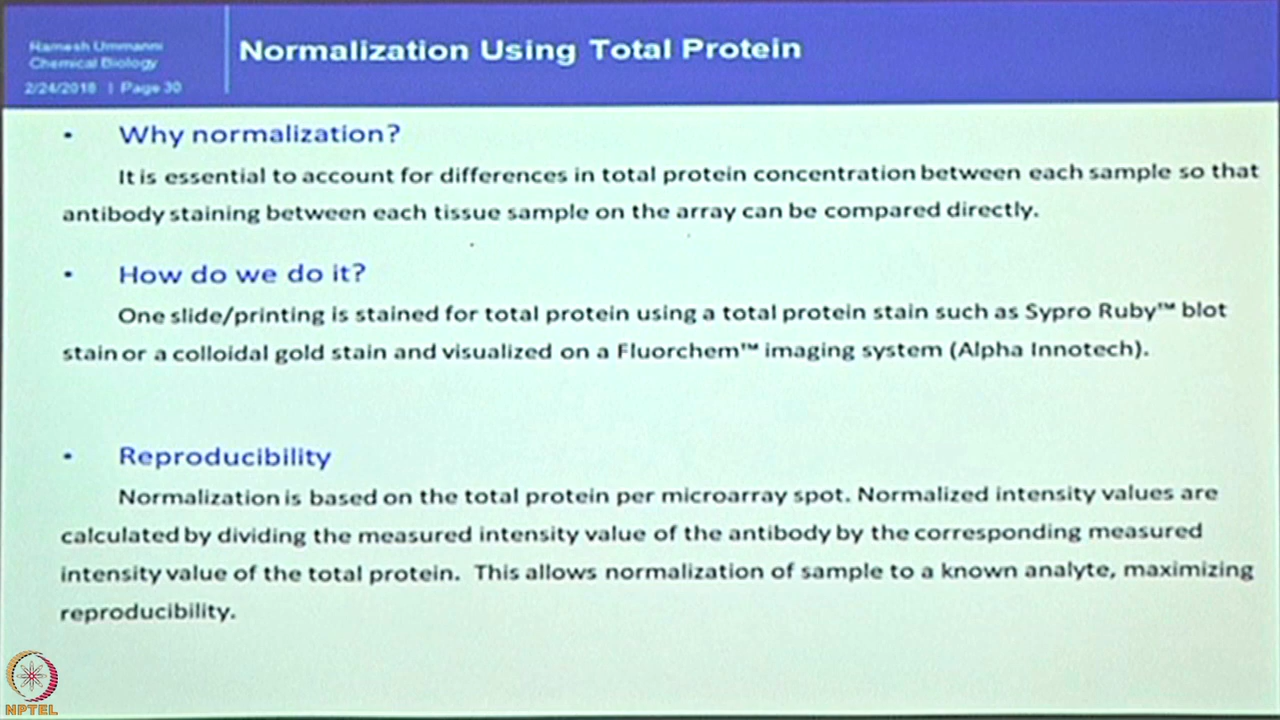 Ramesh Ummanni
Chemical Biology
2/24/2018 | Page 30
Normalization Using Total Protein
• Why normalization?
It is essential to account for differences in total protein concentration between each sample so that
antibody staining between each tissue sample on the array can be compared directly.
• How do we do it?
One slide/printing is stained for total protein using a total protein stain such as Sypro Ruby™ blot
stain or a colloidal gold stain and visualized on a Fluorchem™ imaging system (Alpha Innotech).
• Reproducibility
Normalization is based on the total protein per microarray spot. Normalized intensity values are
calculated by dividing the measured intensity value of the antibody by the corresponding measured
intensity value of the total protein. This allows normalization of sample to a known analyte, maximizing
reproducibility.
NPTEL